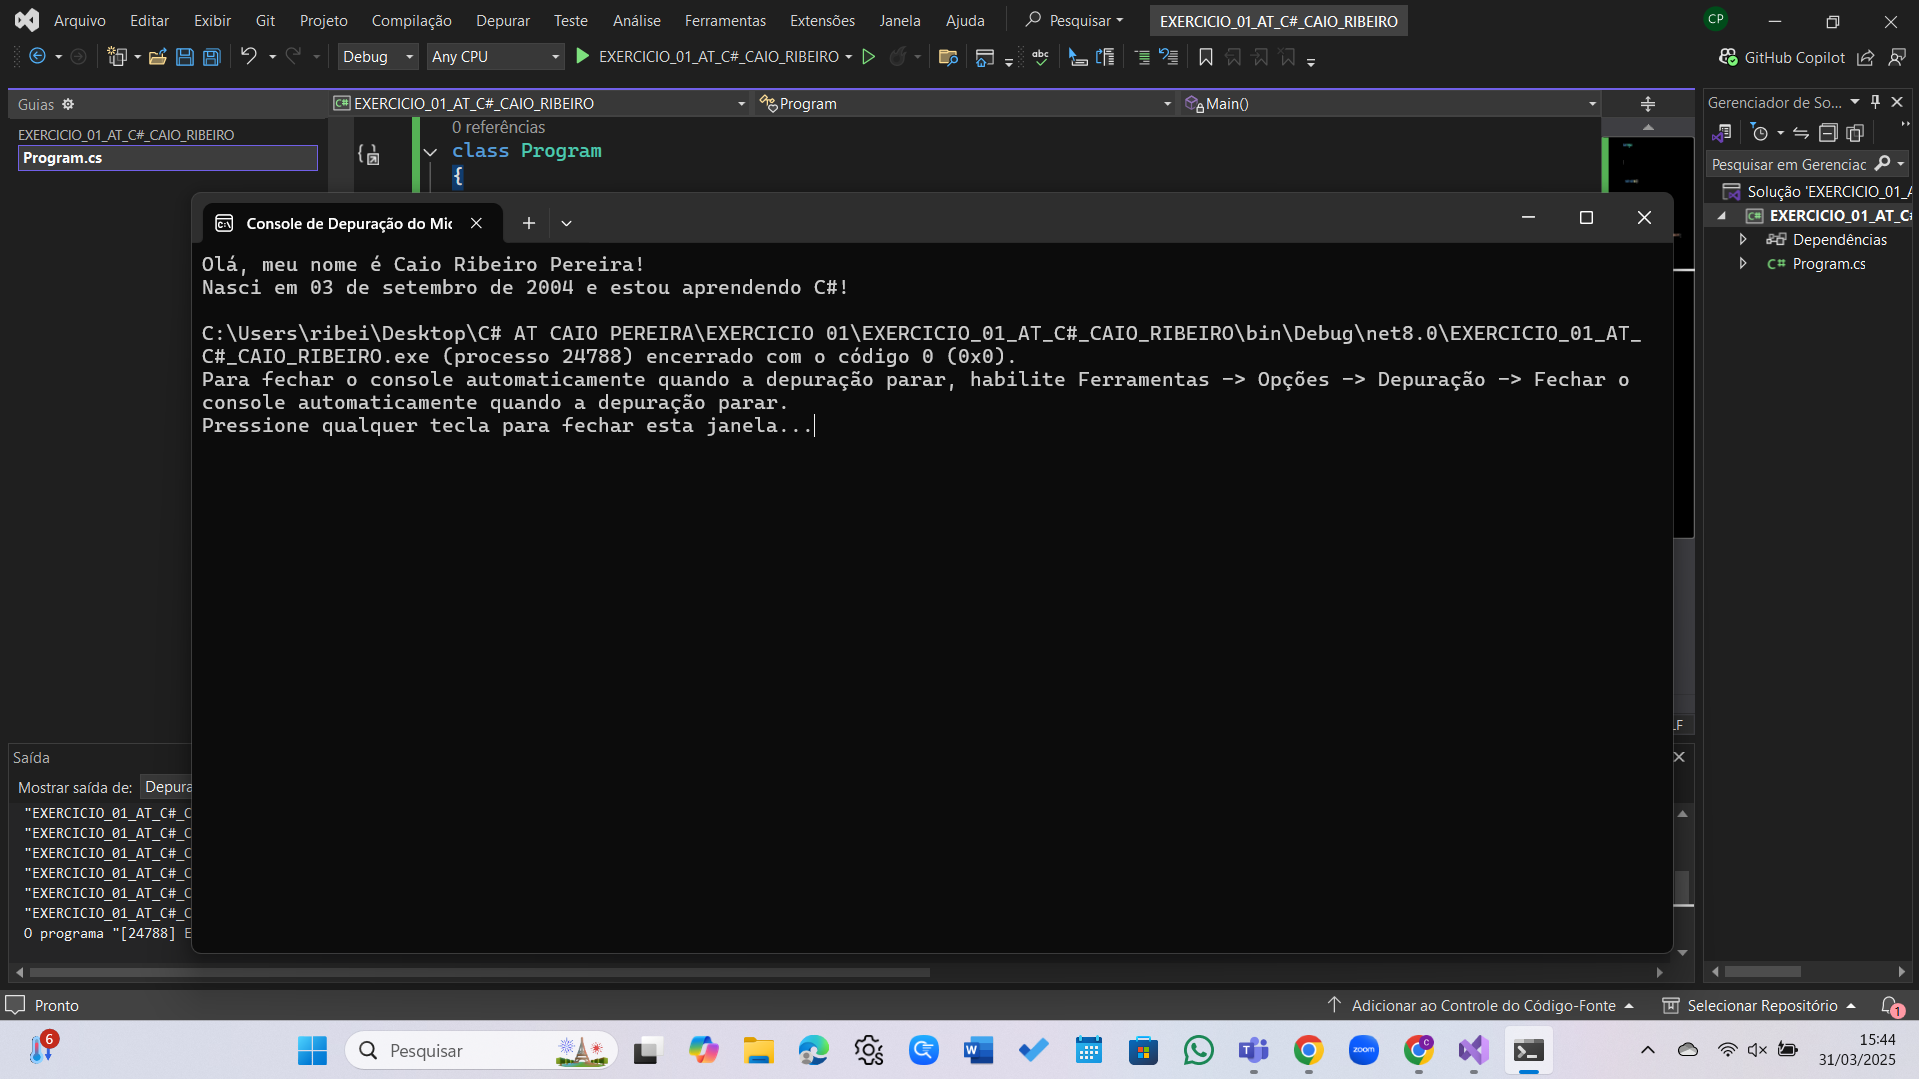 Arquivo Editar Exibir Git Projeto Compilação Depurar Teste Análise Ferramentas Extensões Janela Ajuda Pesquisar EXERCICIO_01_AT_C#_CAIO_RIBEIRO CP
Debug Any CPU EXERCICIO_01_AT_C#_CAIO_RIBEIRO abc GitHub Copilot
Guias
EXERCICIO_01_AT_C#_CAIO_RIBEIRO
Program.cs
C# EXERCICIO_01_AT_C#_CAIO_RIBEIRO Program Main()
0 referências
class Program
{
Gerenciador de So...
Pesquisar em Gerenciac
Solução 'EXERCICIO_01_A
C# EXERCICIO_01_AT_C#
Dependências
C# Program.cs
Console de Depuração do Mic
Olá, meu nome é Caio Ribeiro Pereira!
Nasci em 03 de setembro de 2004 e estou aprendendo C#!
C:\Users\ribei\Desktop\C# AT CAIO PEREIRA\EXERCICIO 01\EXERCICIO_01_AT_C#_CAIO_RIBEIRO\bin\Debug\net8.0\EXERCICIO_01_AT_
C#_CAIO_RIBEIRO.exe (processo 24788) encerrado com o código 0 (0x0).
Para fechar o console automaticamente quando a depuração parar, habilite Ferramentas -> Opções -> Depuração -> Fechar o
console automaticamente quando a depuração parar.
Pressione qualquer tecla para fechar esta janela...
LF
Saída
Mostrar saída de: Depura
"EXERCICIO_01_AT_C#_C
"EXERCICIO_01_AT_C#_C
"EXERCICIO_01_AT_C#_C
"EXERCICIO_01_AT_C#_C
"EXERCICIO_01_AT_C#_C
"EXERCICIO_01_AT_C#_C
O programa "[24788] E
Pronto Adicionar ao Controle do Código-Fonte Selecionar Repositório 1
6 Pesquisar zoom C 15:44
31/03/2025